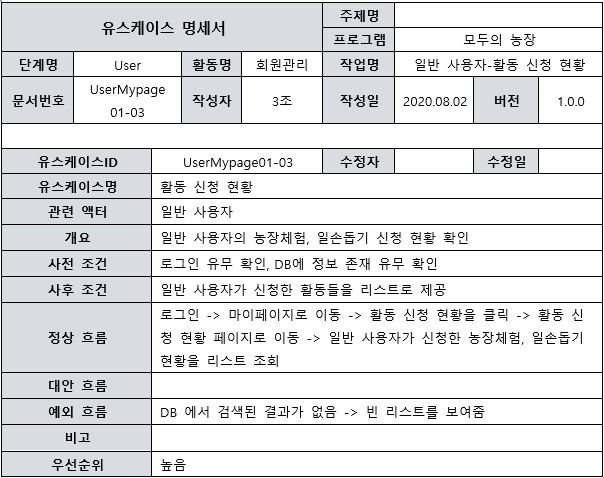 유스케이스 명세서
주제명
프로그램 모두의 농장
단계명 User 활동명 회원관리 작업명 일반 사용자-활동 신청 현황
문서번호 UserMypage 작성자 3조 작성일 2020.08.02 버전 1.0.0
01-03
유스케이스ID UserMypage01-03 수정자 수정일
유스케이스명 활동 신청 현황
관련 액터 일반 사용자
개요 일반 사용자의 농장체험, 일손돕기 신청 현황 확인
사전 조건 로그인 유무 확인, DB에 정보 존재 유무 확인
사후 조건 일반 사용자가 신청한 활동들을 리스트로 제공
정상 흐름 로그인 -> 마이페이지로 이동 -> 활동 신청 현황을 클릭 -> 활동 신
청 현황 페이지로 이동 -> 일반 사용자가 신청한 농장체험, 일손돕기
현황을 리스트 조회
대안 흐름
예외 흐름 DB 에서 검색된 결과가 없음 -> 빈 리스트를 보여줌
비고
우선순위 높음